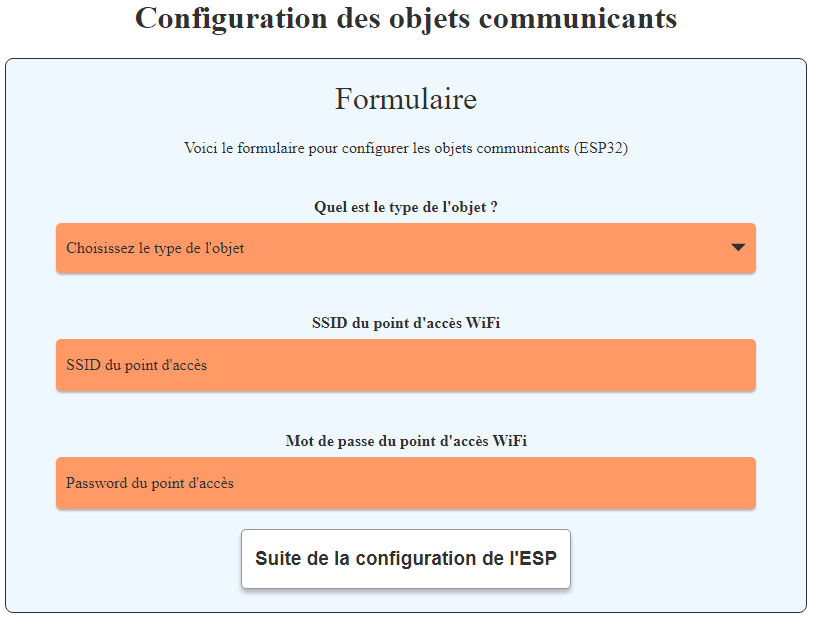 Configuration des objets communicants
Formulaire
Voici le formulaire pour configurer les objets communicants (ESP32)
Quel est le type de l'objet ?
Choisissez le type de l'objet
SSID du point d'accès WiFi
SSID du point d'accès
Mot de passe du point d'accès WiFi
Password du point d'accès
Suite de la configuration de l'ESP